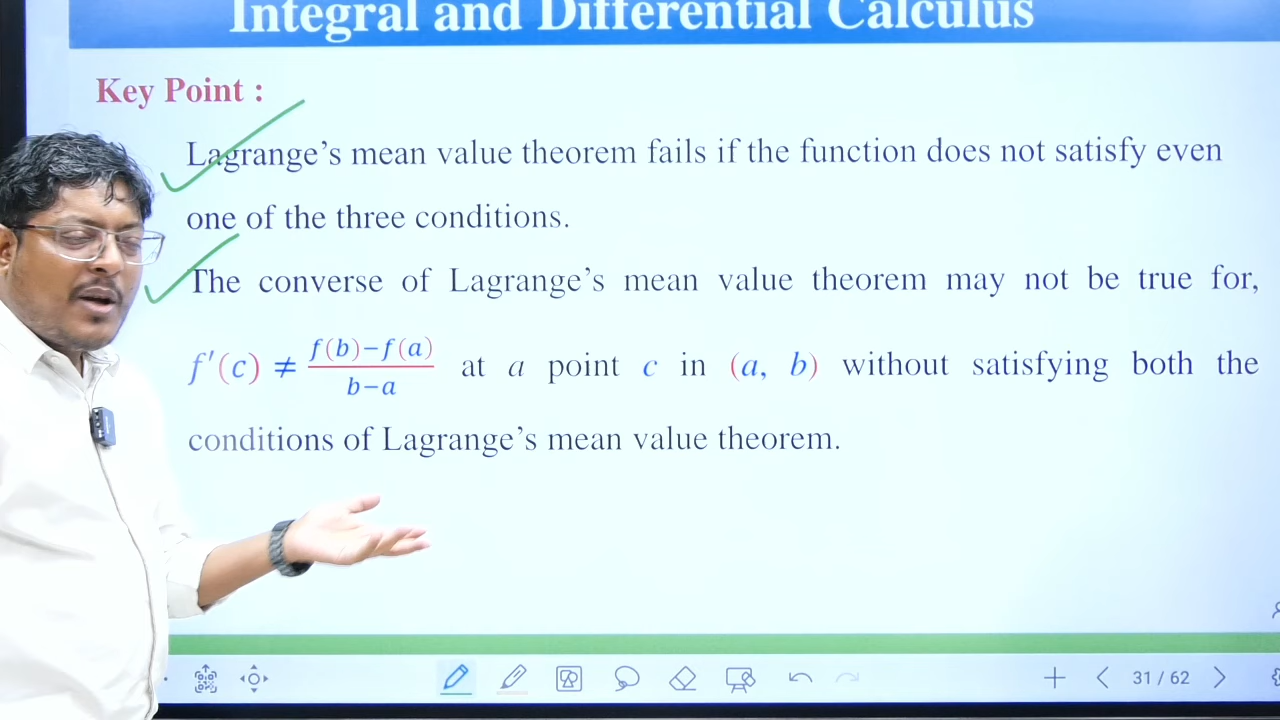 Integral and Differential Calculus
Key Point :
Lagrange's mean value theorem fails if the function does not satisfy even
one of the three conditions.
The converse of Lagrange's mean value theorem may not be true for,
f′(c) ≠ f(b)−f(a) / b−a at a point c in (a, b) without satisfying both the
conditions of Lagrange's mean value theorem.
31 / 62